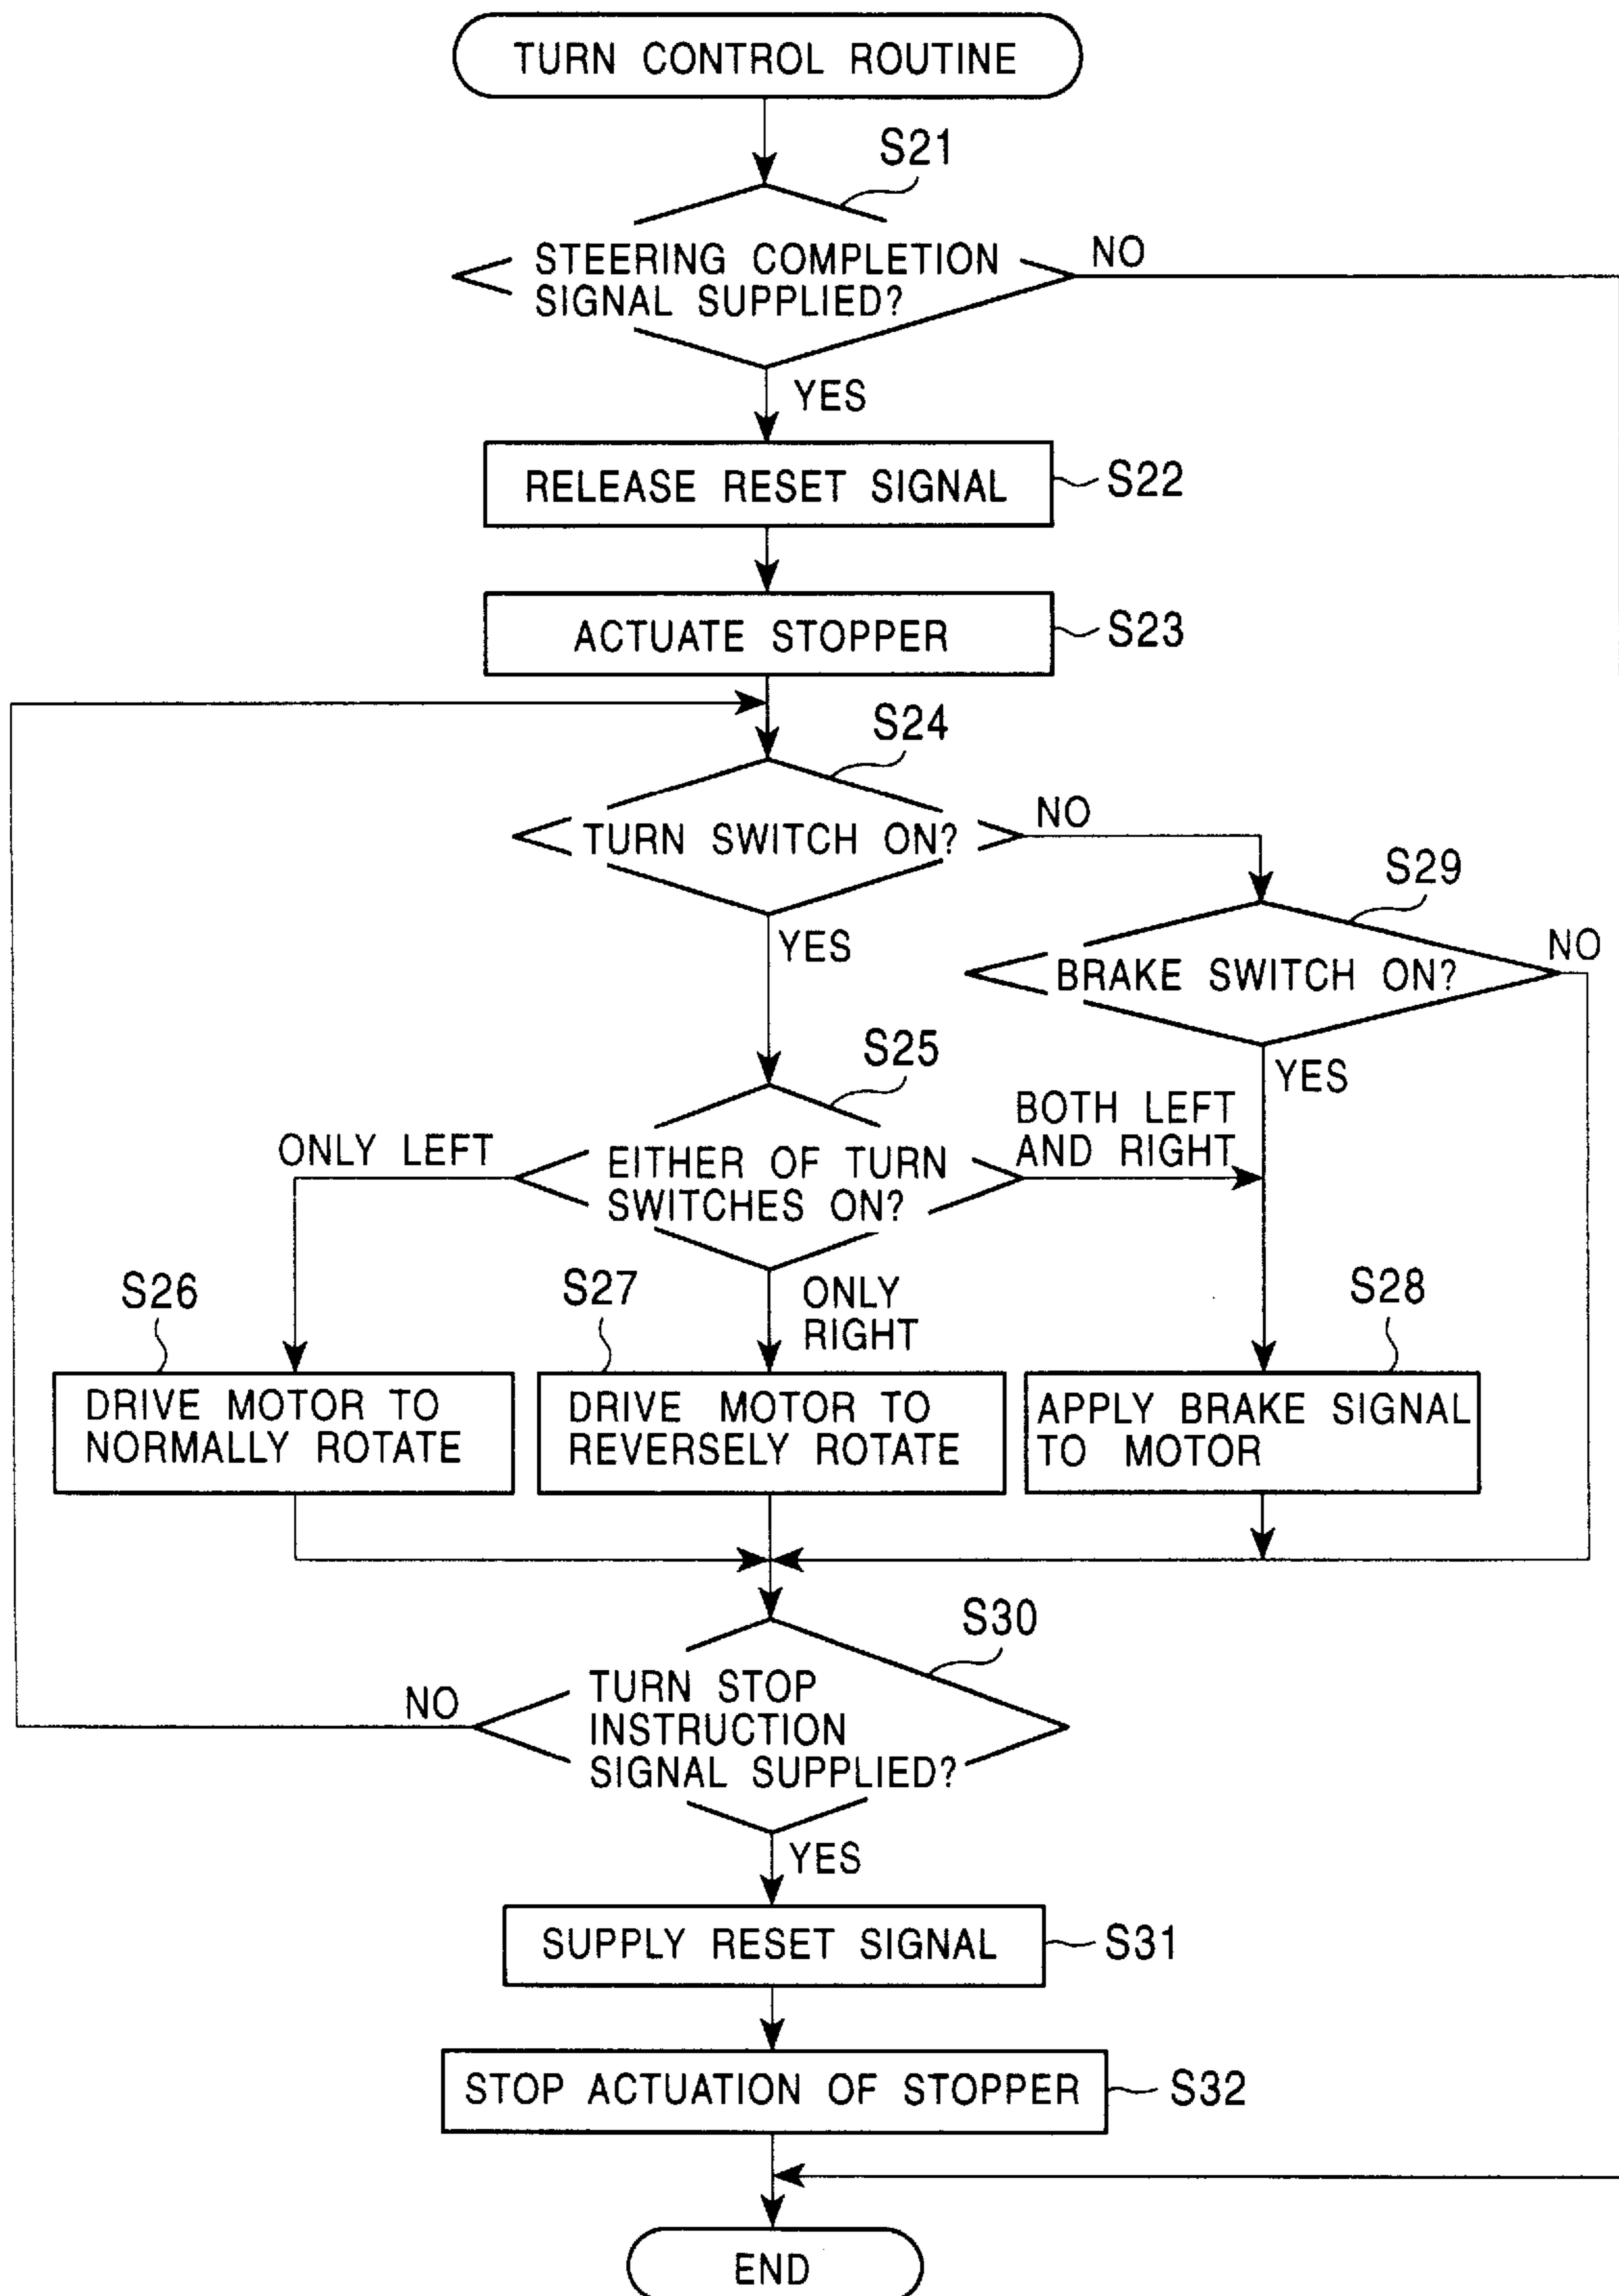 TURN CONTROL ROUTINE
S21
STEERING COMPLETION
SIGNAL SUPPLIED?
NO
YES
RELEASE RESET SIGNAL
S22
ACTUATE STOPPER
S23
S24
TURN SWITCH ON?
NO
YES
S29
BRAKE SWITCH ON?
NO
YES
S25
EITHER OF TURN
SWITCHES ON?
ONLY LEFT
BOTH LEFT
AND RIGHT
ONLY
RIGHT
S26
DRIVE MOTOR TO
NORMALLY ROTATE
S27
DRIVE MOTOR TO
REVERSELY ROTATE
S28
APPLY BRAKE SIGNAL
TO MOTOR
S30
TURN STOP
INSTRUCTION
SIGNAL SUPPLIED?
NO
YES
SUPPLY RESET SIGNAL
S31
STOP ACTUATION OF STOPPER
S32
END